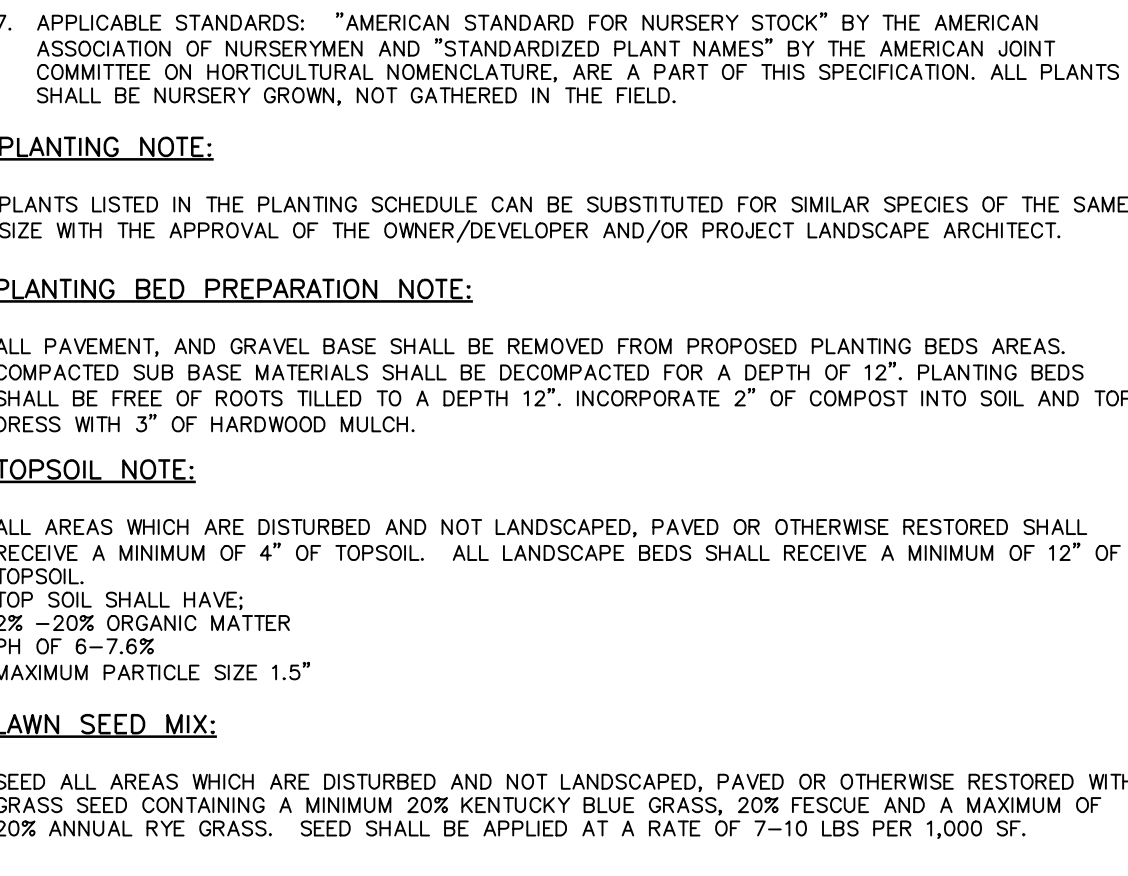 7. APPLICABLE STANDARDS: "AMERICAN STANDARD FOR NURSERY STOCK" BY THE AMERICAN
ASSOCIATION OF NURSERYMEN AND "STANDARDIZED PLANT NAMES" BY THE AMERICAN JOINT
COMMITTEE ON HORTICULTURAL NOMENCLATURE, ARE A PART OF THIS SPECIFICATION. ALL PLANTS
SHALL BE NURSERY GROWN, NOT GATHERED IN THE FIELD.
PLANTING NOTE:
PLANTS LISTED IN THE PLANTING SCHEDULE CAN BE SUBSTITUTED FOR SIMILAR SPECIES OF THE SAME
SIZE WITH THE APPROVAL OF THE OWNER/DEVELOPER AND/OR PROJECT LANDSCAPE ARCHITECT.
PLANTING BED PREPARATION NOTE:
ALL PAVEMENT, AND GRAVEL BASE SHALL BE REMOVED FROM PROPOSED PLANTING BEDS AREAS.
COMPACTED SUB BASE MATERIALS SHALL BE DECOMPACTED FOR A DEPTH OF 12". PLANTING BEDS
SHALL BE FREE OF ROOTS TILLED TO A DEPTH 12". INCORPORATE 2" OF COMPOST INTO SOIL AND TOP
DRESS WITH 3" OF HARDWOOD MULCH.
TOPSOIL NOTE:
ALL AREAS WHICH ARE DISTURBED AND NOT LANDSCAPED, PAVED OR OTHERWISE RESTORED SHALL
RECEIVE A MINIMUM OF 4" OF TOPSOIL. ALL LANDSCAPE BEDS SHALL RECEIVE A MINIMUM OF 12" OF
TOPSOIL.
TOP SOIL SHALL HAVE;
2% -20% ORGANIC MATTER
PH OF 6-7.6%
MAXIMUM PARTICLE SIZE 1.5"
LAWN SEED MIX:
SEED ALL AREAS WHICH ARE DISTURBED AND NOT LANDSCAPED, PAVED OR OTHERWISE RESTORED WITH
GRASS SEED CONTAINING A MINIMUM 20% KENTUCKY BLUE GRASS, 20% FESCUE AND A MAXIMUM OF
20% ANNUAL RYE GRASS. SEED SHALL BE APPLIED AT A RATE OF 7-10 LBS PER 1,000 SF.